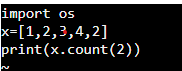 import os
x=[1,2,3,4,2]
print(x.count(2))
~